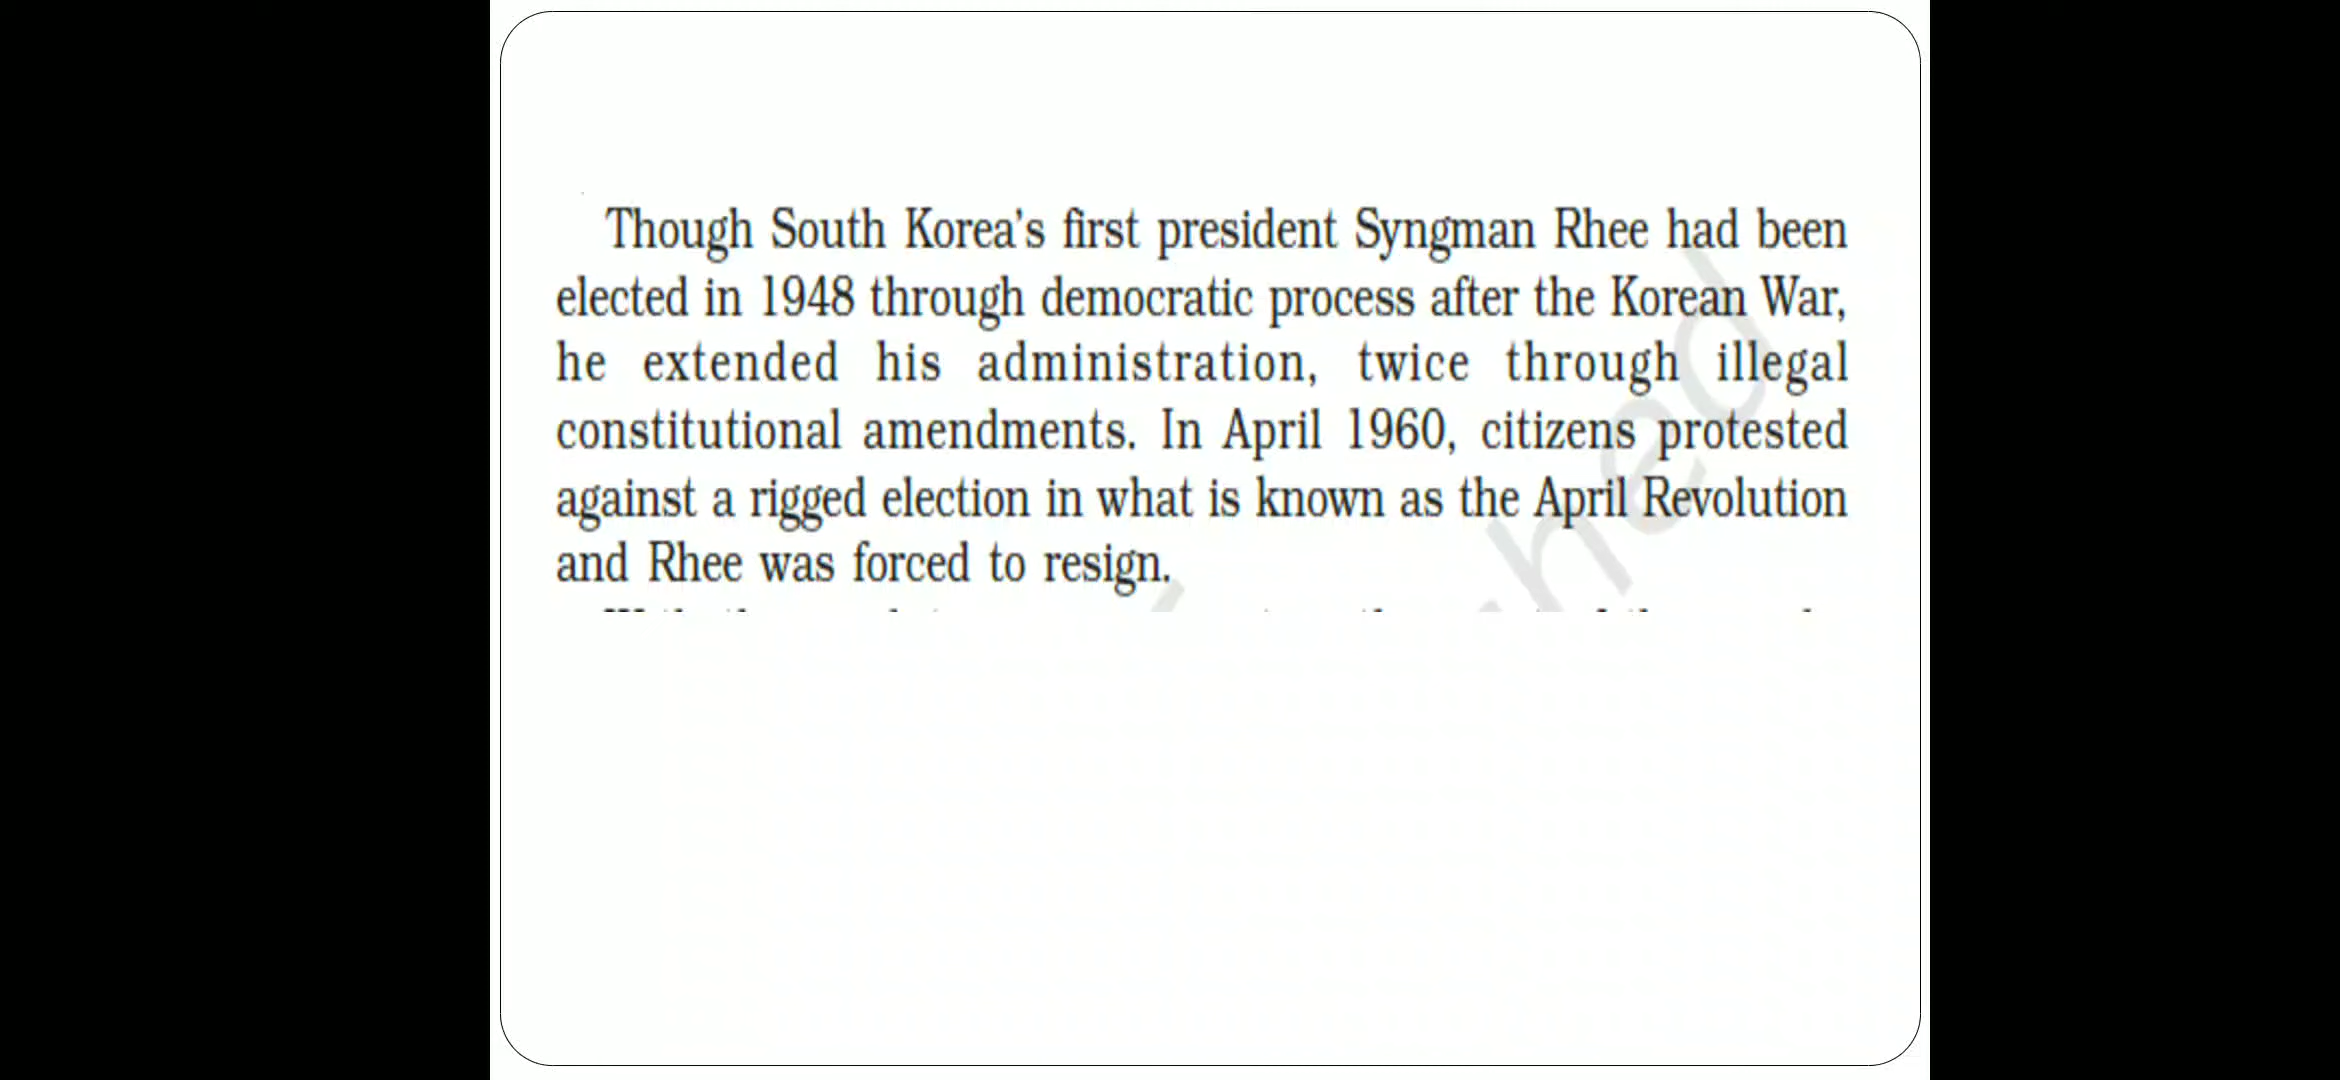 Though South Korea's first president Syngman Rhee had been
elected in 1948 through democratic process after the Korean War,
he extended his administration, twice through illegal
constitutional amendments. In April 1960, citizens protested
against a rigged election in what is known as the April Revolution
and Rhee was forced to resign.